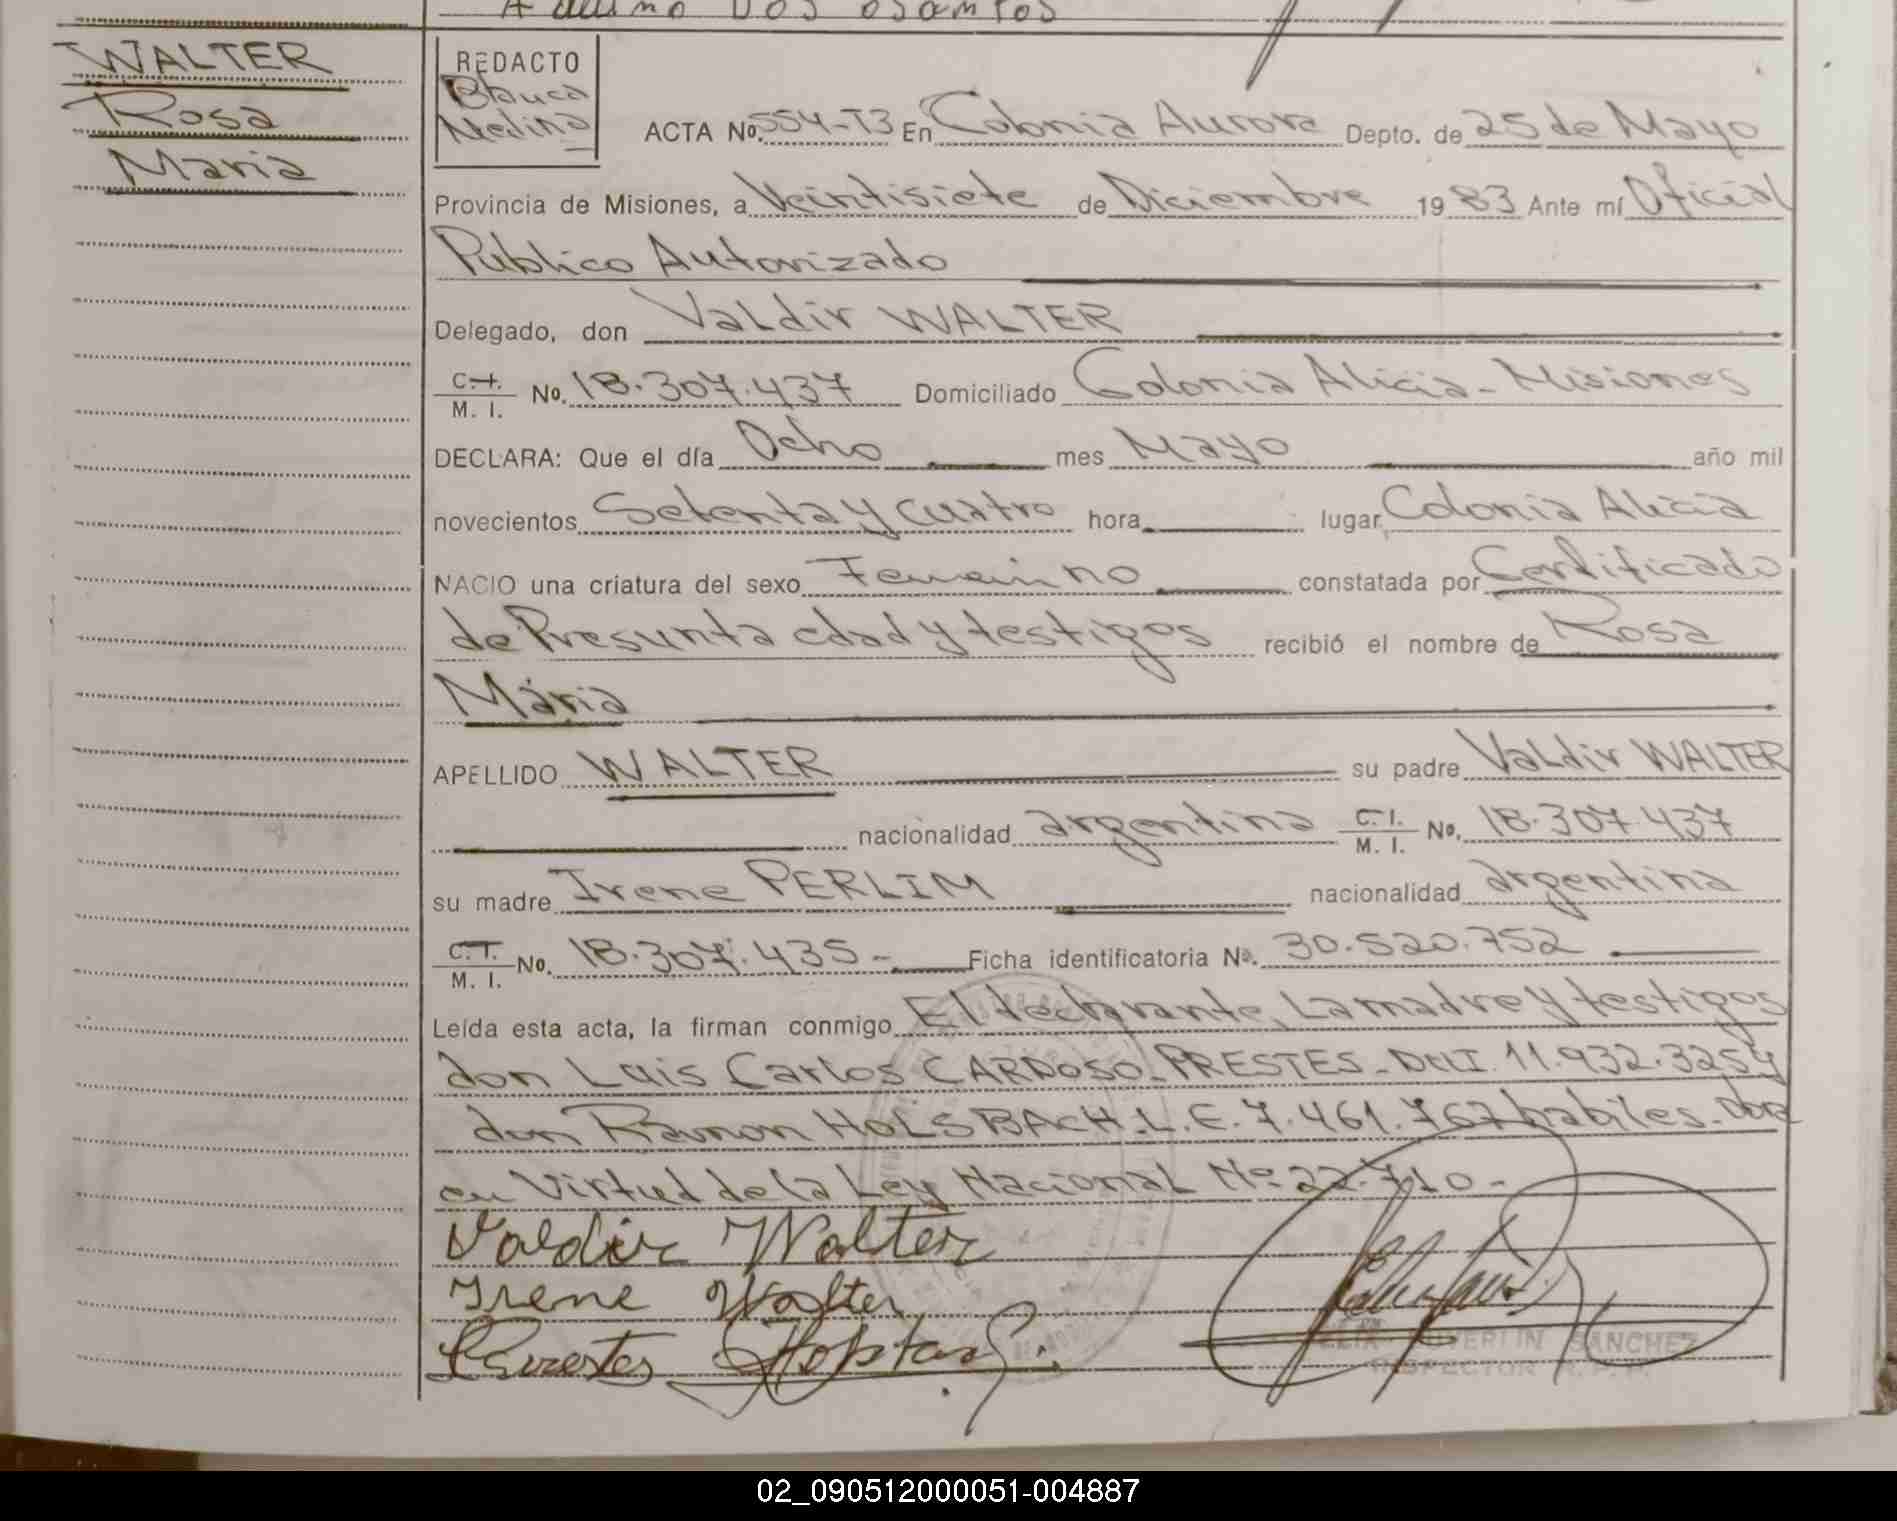 WALTER
Rosa
Maria
REDACTO
Blanca
Medina
ACTA No. 554-T3 En Colonia Aurora Depto. de 25 de Mayo
Provincia de Misiones, a Veintisiete de Diciembre 1983 Ante mí Oficial
Publico Autorizado
Delegado, don Valdir WALTER
C.I. M. I. No. 18.307.437 Domiciliado Colonia Alicia - Misiones
DECLARA: Que el día Ocho mes Mayo año mil
novecientos Setenta y cuatro hora lugar Colonia Alicia
NACIO una criatura del sexo Femenino constatada por Certificado
de Presunta edad y testigos recibió el nombre de Rosa
Maria
APELLIDO WALTER su padre Valdir WALTER
nacionalidad argentina C.I. M. I. No. 18.307.437
su madre Irene PERLIM nacionalidad argentina
C.I. M. I. No. 18.307.435- Ficha identificatoria No. 30.520.752
Leída esta acta, la firman conmigo El declarante, La madre y testigos
don Luis Carlos CARDOSO PRESTES - DNI. 11.932.325 y
don Ramon HOLSBACH. L.E. 7.461.767 habiles.
en Virtud de la Ley Nacional No 22.710-
Valdir Walter
Irene Walter
SANCHEZ
INSPECTOR
02_090512000051-004887